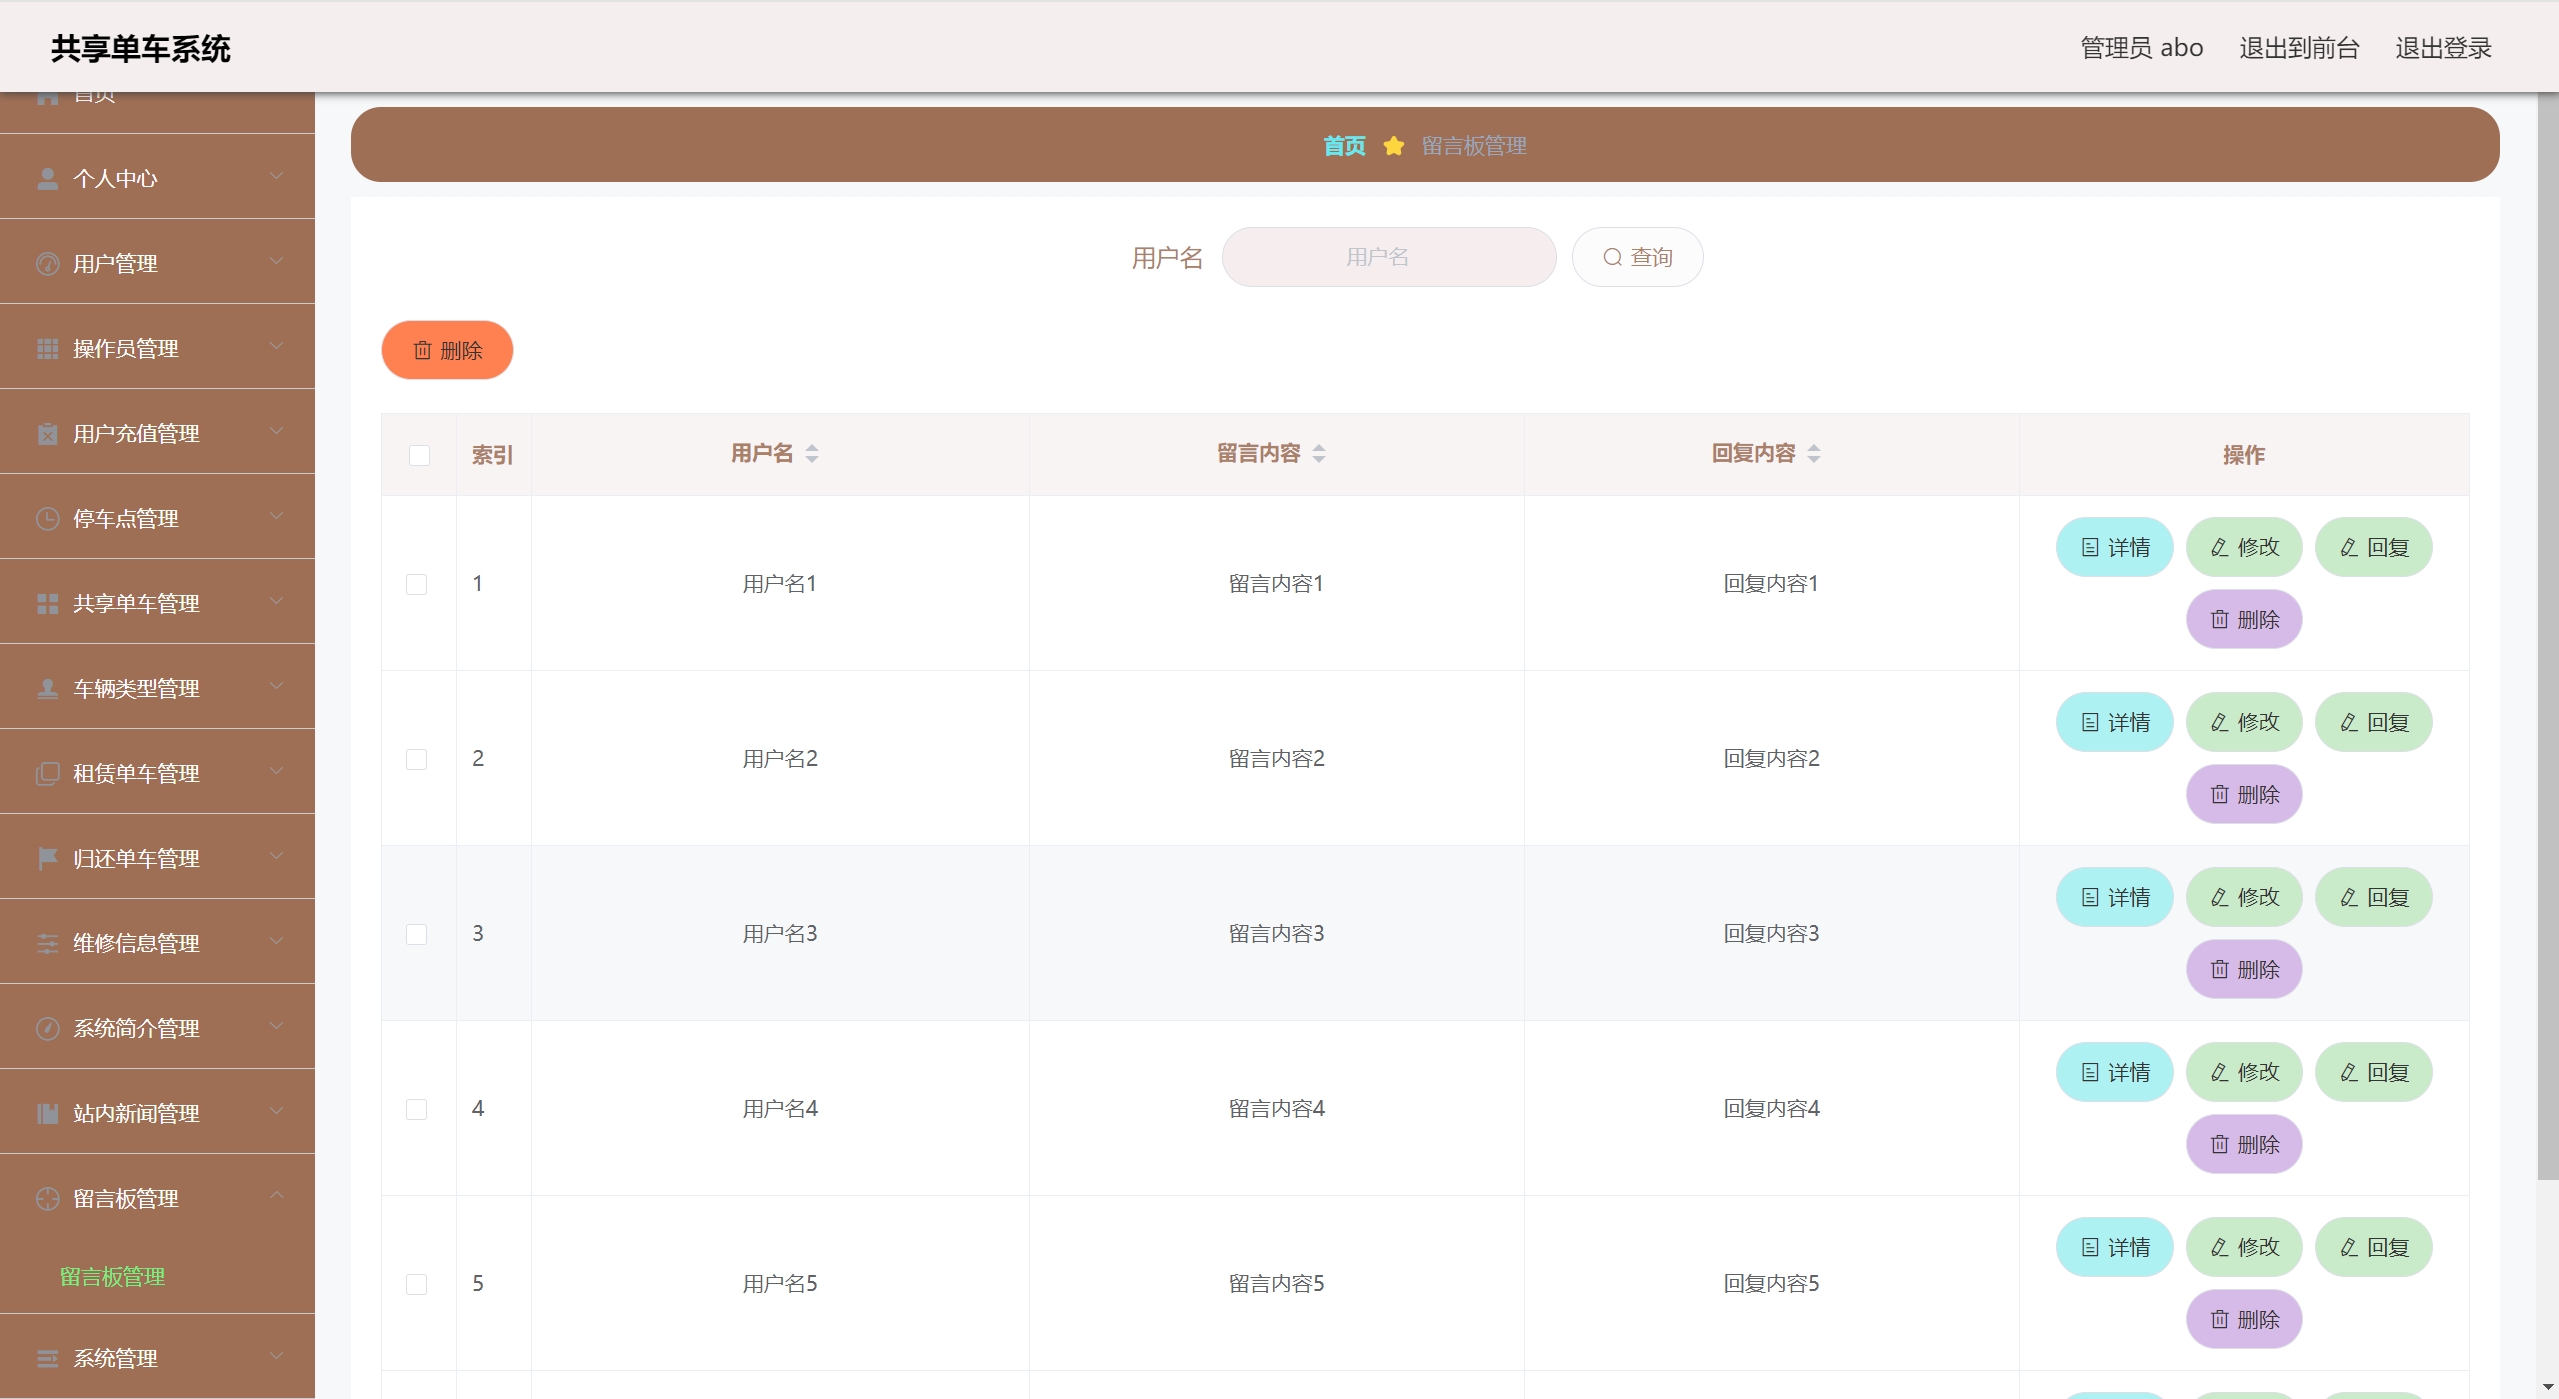 共享单车系统
管理员 abo 退出到前台 退出登录
首页
个人中心
用户管理
操作员管理
用户充值管理
停车点管理
共享单车管理
车辆类型管理
租赁单车管理
归还单车管理
维修信息管理
系统简介管理
站内新闻管理
留言板管理
留言板管理
系统管理
首页 留言板管理
用户名 用户名 查询
删除
索引 用户名 留言内容 回复内容 操作
1 用户名1 留言内容1 回复内容1 详情 修改 回复
删除
2 用户名2 留言内容2 回复内容2 详情 修改 回复
删除
3 用户名3 留言内容3 回复内容3 详情 修改 回复
删除
4 用户名4 留言内容4 回复内容4 详情 修改 回复
删除
5 用户名5 留言内容5 回复内容5 详情 修改 回复
删除